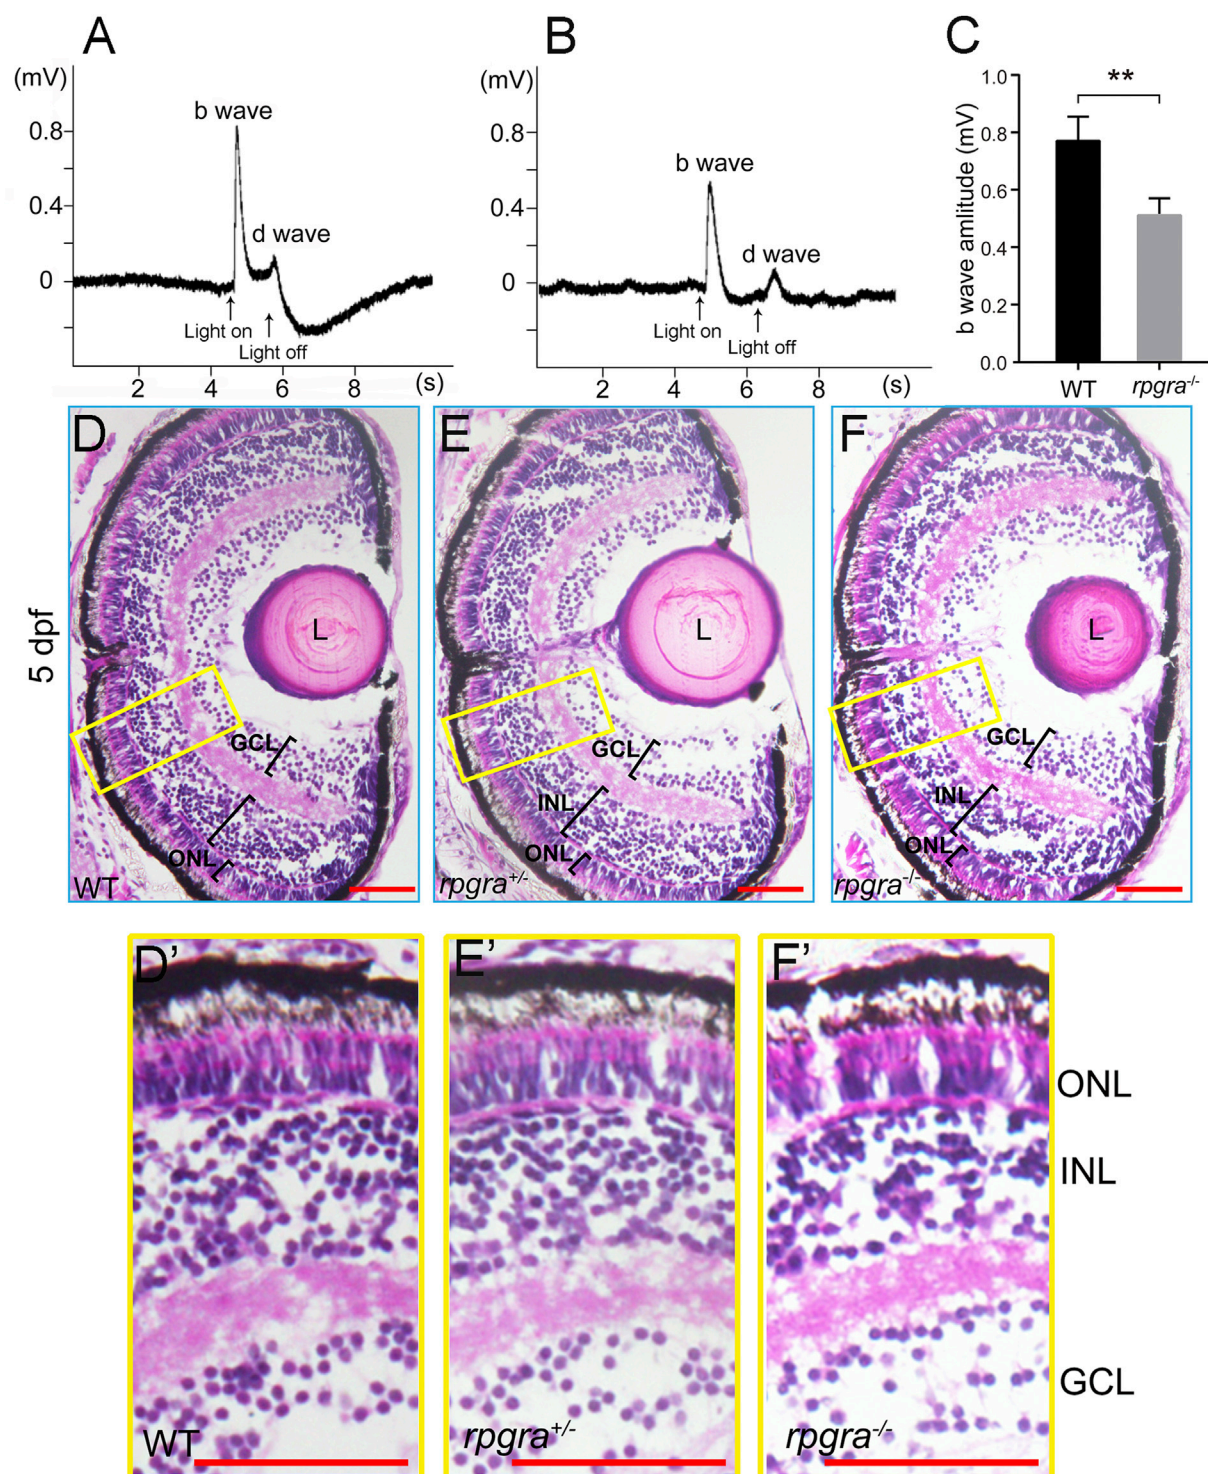 A
B
C
(mV)
0.8
0.4
0
b wave
d wave
Light on
Light off
2
4
6
8
(s)
(mV)
0.8
0.4
0
b wave
d wave
Light on
Light off
2
4
6
8
(s)
b wave amlitude (mV)
1.0
0.8
0.6
0.4
0.2
0.0
**
WT
rpgra-/-
5 dpf
D
L
GCL
ONL
WT
E
L
GCL
INL
ONL
rpgra+/-
F
L
GCL
INL
ONL
rpgra-/-
D'
WT
E'
rpgra+/-
F'
rpgra-/-
ONL
INL
GCL